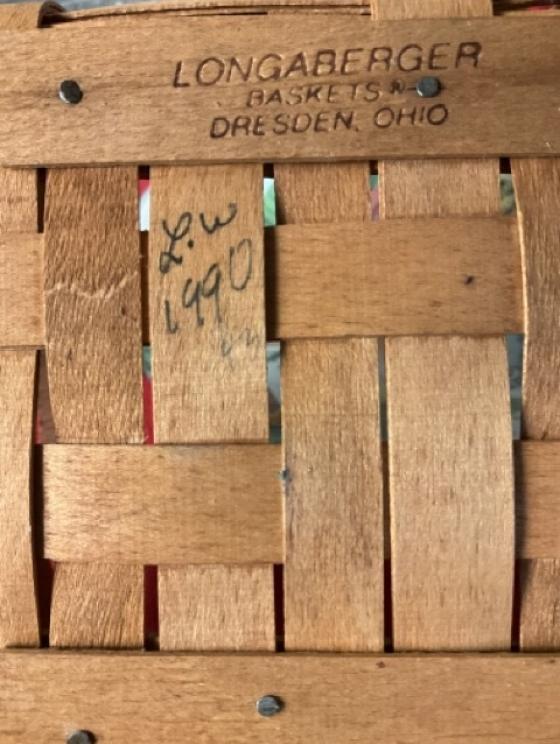 LONGABERGER
BASKETS ®
DRESDEN, OHIO
L.W
1990